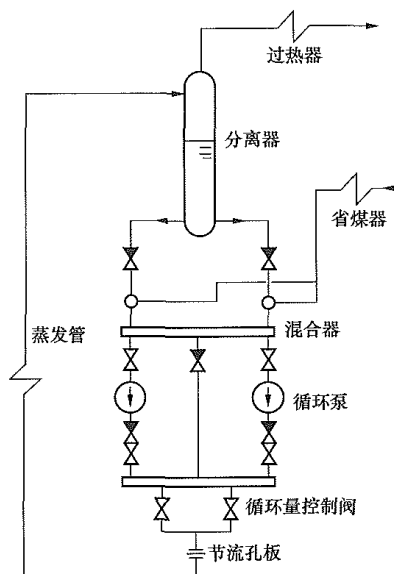 过热器
分离器
省煤器
混合器
蒸发管
循环泵
循环量控制阀
节流孔板